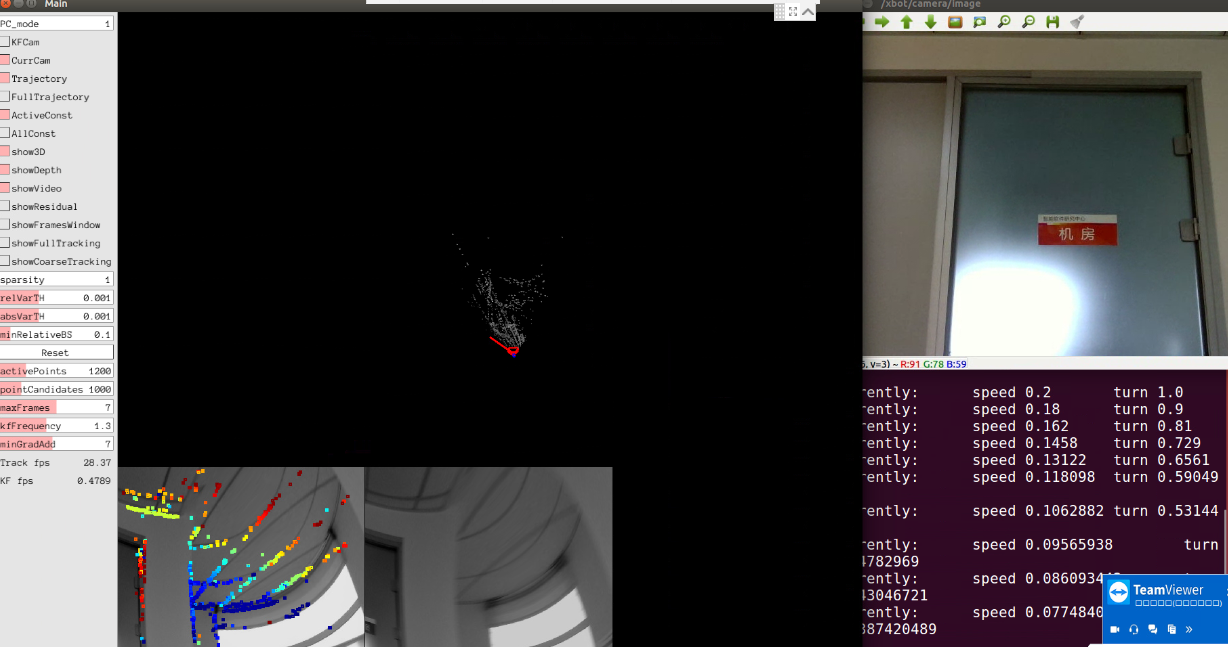 Main
/xbot/camera/image
PC_mode 1
KFCam
CurrCam
Trajectory
FullTrajectory
ActiveConst
AllConst
show3D
showDepth
showVideo
showResidual
showFramesWindow
showFullTracking
showCoarseTracking
sparsity 1
relVarTH 0.001
absVarTH 0.001
minRelativeBS 0.1
Reset
activePoints 1200
pointCandidates 1000
maxFrames 7
kfFrequency 1.3
minGradAdd 7
Track fps 28.37
KF fps 0.4789
机房
, v=3) ~ R:91 G:78 B:59
rently: speed 0.2 turn 1.0
rently: speed 0.18 turn 0.9
rently: speed 0.162 turn 0.81
rently: speed 0.1458 turn 0.729
rently: speed 0.13122 turn 0.6561
rently: speed 0.118098 turn 0.59049
rently: speed 0.1062882 turn 0.53144
rently: speed 0.09565938 turn
4782969
rently: speed 0.0860934
43046721
rently: speed 0.0774840
387420489
TeamViewer